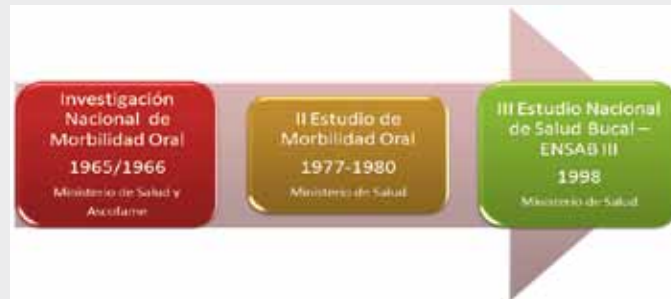 Investigación
Nacional de
Morbilidad Oral
1965/1966
Ministerio de Salud y
Ascofame
II Estudio de
Morbilidad Oral
1977-1980
Ministerio de Salud
III Estudio Nacional
de Salud Bucal –
ENSAB III
1998
Ministerio de Salud